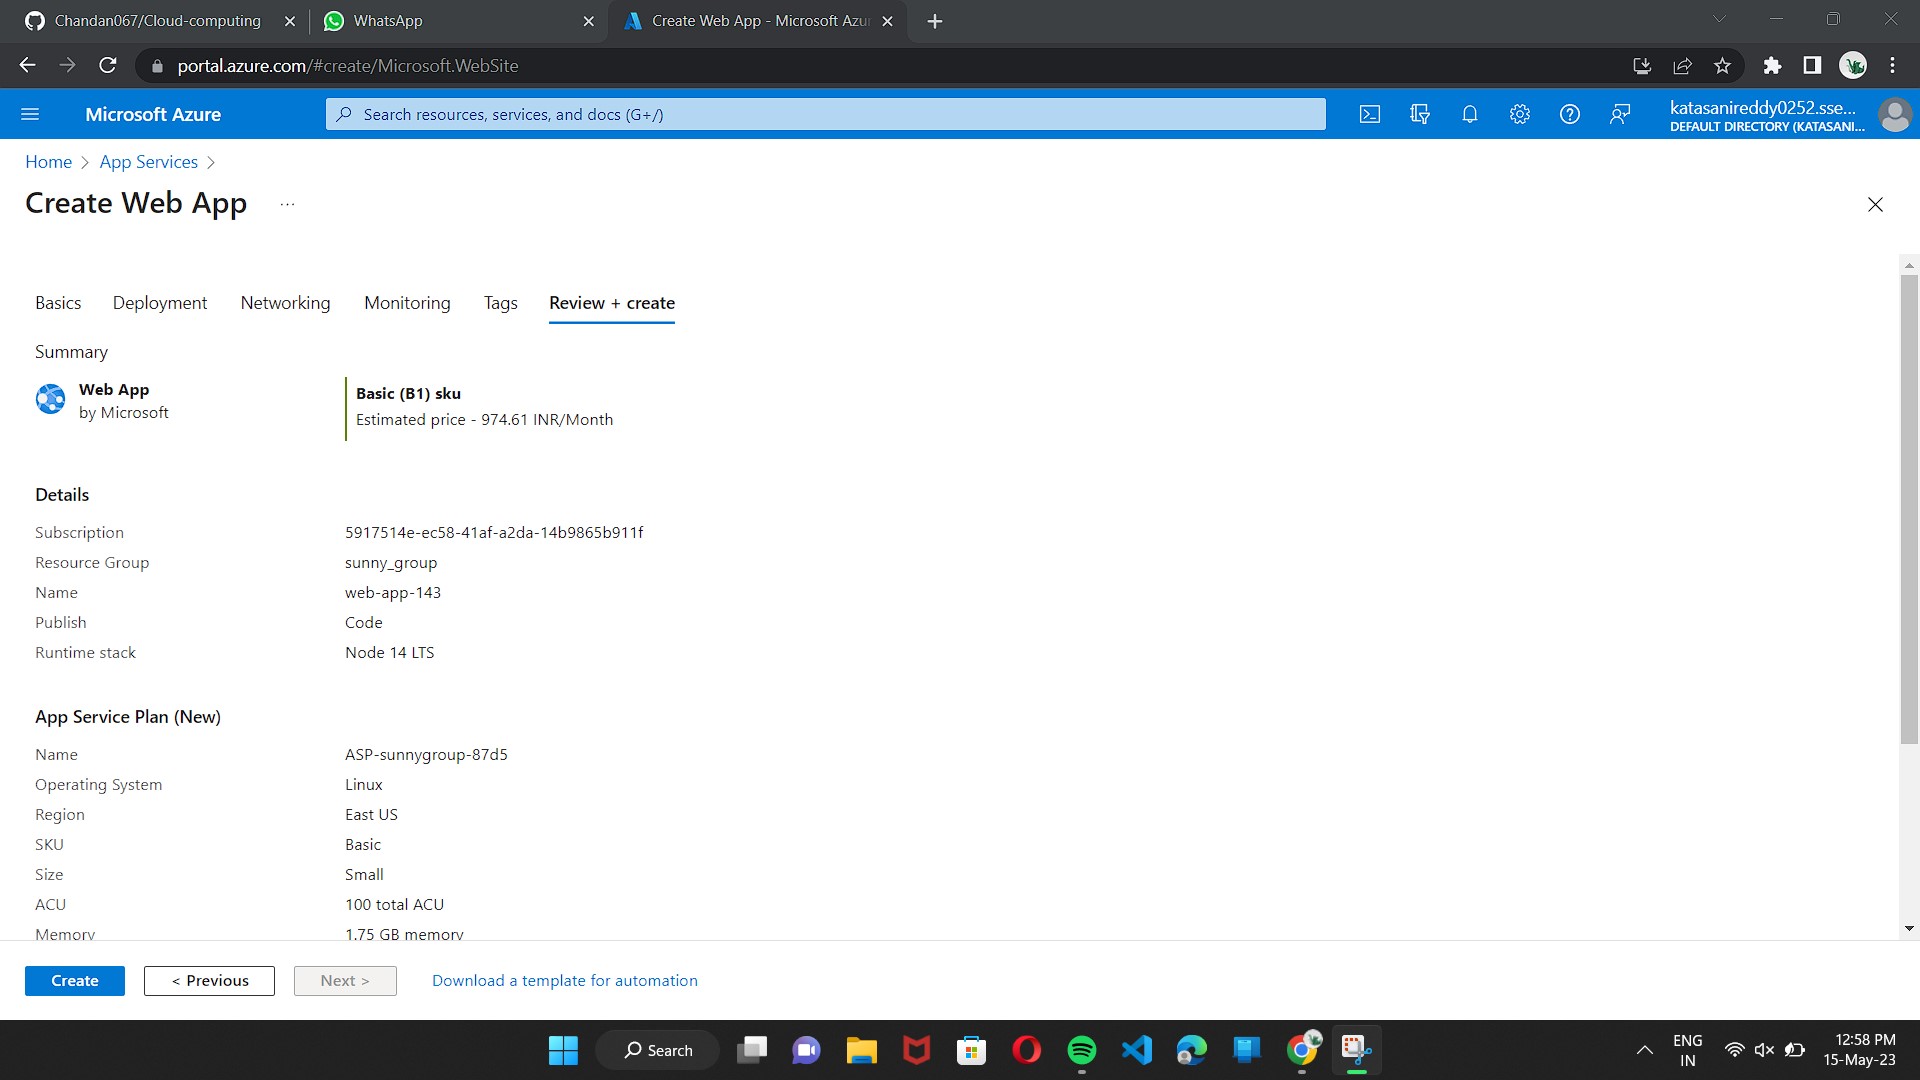 Chandan067/Cloud-computing
WhatsApp
Create Web App - Microsoft Azur
portal.azure.com/#create/Microsoft.WebSite
Microsoft Azure
Search resources, services, and docs (G+/)
katasanireddy0252.sse...
DEFAULT DIRECTORY (KATASANI...
Home > App Services >
Create Web App ...
Basics Deployment Networking Monitoring Tags Review + create
Summary
Web App
by Microsoft
Basic (B1) sku
Estimated price - 974.61 INR/Month
Details
Subscription 5917514e-ec58-41af-a2da-14b9865b911f
Resource Group sunny_group
Name web-app-143
Publish Code
Runtime stack Node 14 LTS
App Service Plan (New)
Name ASP-sunnygroup-87d5
Operating System Linux
Region East US
SKU Basic
Size Small
ACU 100 total ACU
Memory 1.75 GB memory
Create < Previous Next > Download a template for automation
Search
ENG
IN
12:58 PM
15-May-23